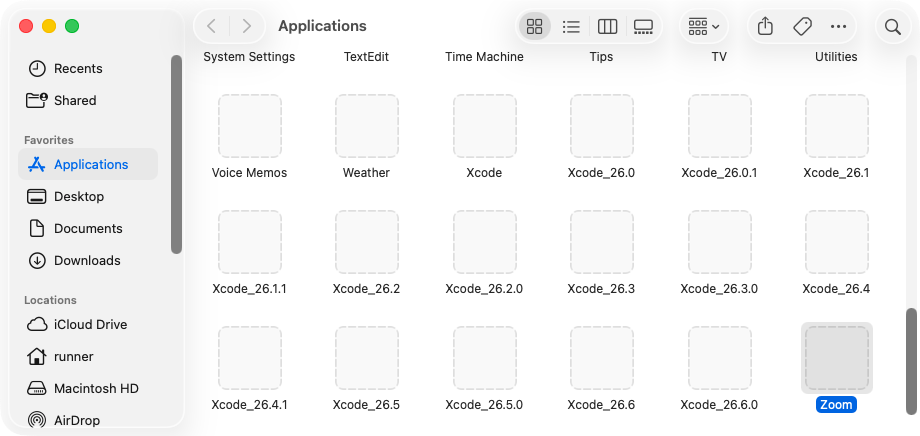 Applications
Recents
Shared
Favorites
Applications
Desktop
Documents
Downloads
Locations
iCloud Drive
runner
Macintosh HD
AirDrop
System Settings TextEdit Time Machine Tips TV Utilities
Voice Memos Weather Xcode Xcode_26.0 Xcode_26.0.1 Xcode_26.1
Xcode_26.1.1 Xcode_26.2 Xcode_26.2.0 Xcode_26.3 Xcode_26.3.0 Xcode_26.4
Xcode_26.4.1 Xcode_26.5 Xcode_26.5.0 Xcode_26.6 Xcode_26.6.0 Zoom